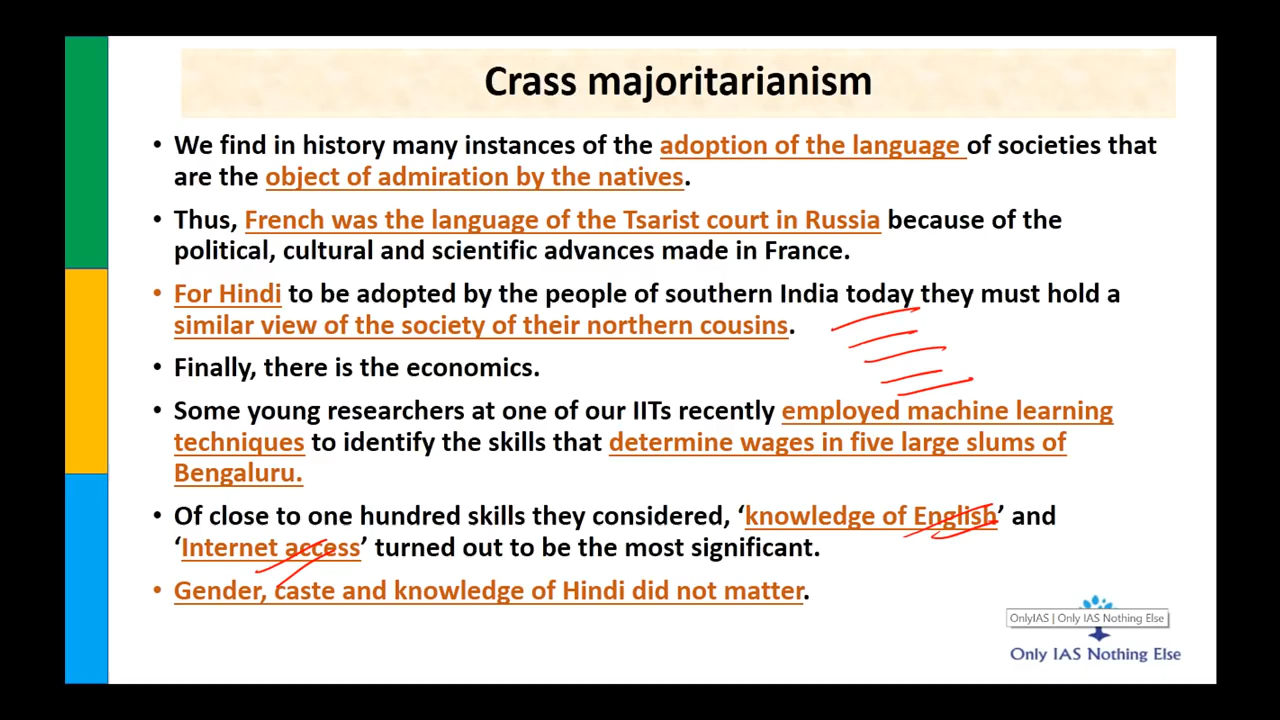 Crass majoritarianism
• We find in history many instances of the adoption of the language of societies that
are the object of admiration by the natives.
• Thus, French was the language of the Tsarist court in Russia because of the
political, cultural and scientific advances made in France.
• For Hindi to be adopted by the people of southern India today they must hold a
similar view of the society of their northern cousins.
• Finally, there is the economics.
• Some young researchers at one of our IITs recently employed machine learning
techniques to identify the skills that determine wages in five large slums of
Bengaluru.
• Of close to one hundred skills they considered, ‘knowledge of English’ and
‘Internet access’ turned out to be the most significant.
• Gender, caste and knowledge of Hindi did not matter.
OnlyIAS | Only IAS Nothing Else
Only IAS Nothing Else